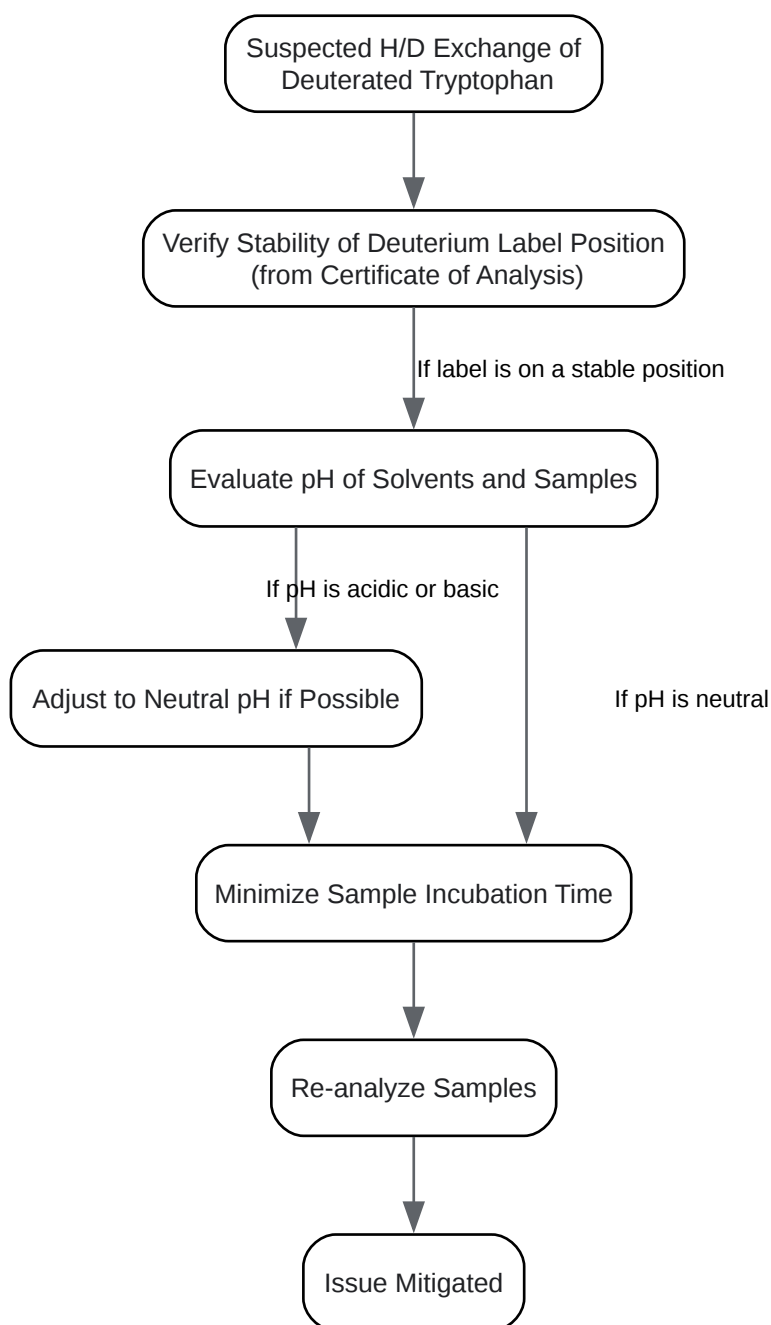 Suspected H/D Exchange of
Deuterated Tryptophan
Verify Stability of Deuterium Label Position
(from Certificate of Analysis)
If label is on a stable position
Evaluate pH of Solvents and Samples
If pH is acidic or basic
Adjust to Neutral pH if Possible
If pH is neutral
Minimize Sample Incubation Time
Re-analyze Samples
Issue Mitigated